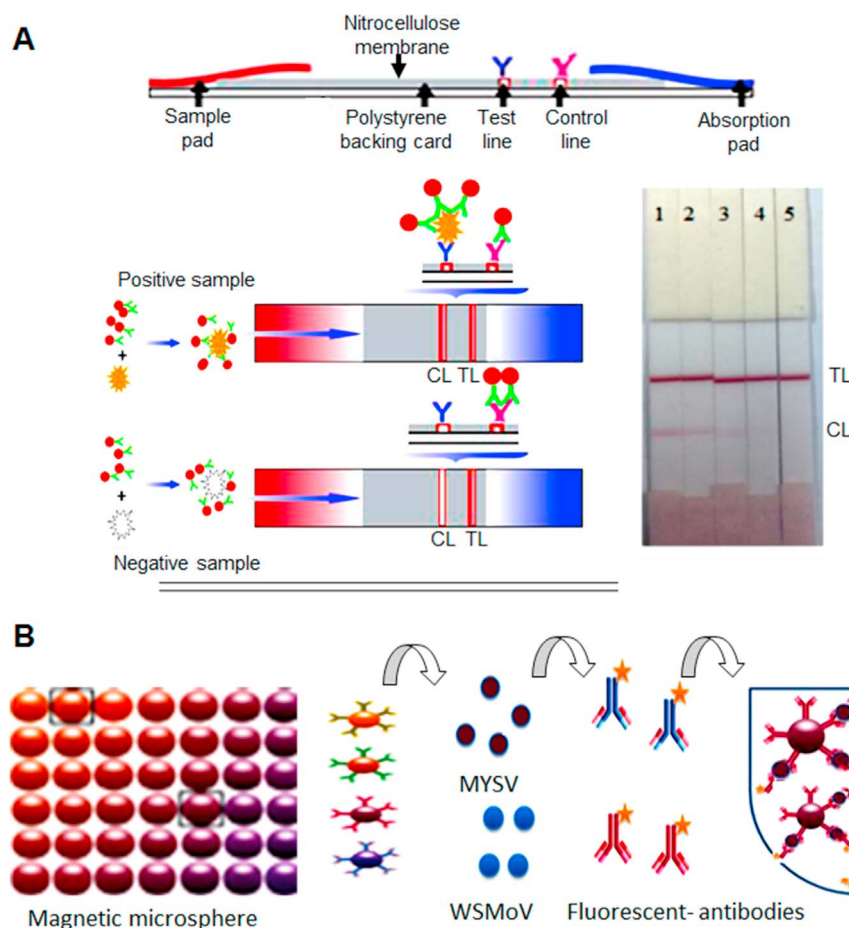 A
Nitrocellulose
membrane
Sample
pad
Polystyrene
backing card
Test
line
Control
line
Absorption
pad
Positive sample
+
CL TL
+
CL TL
Negative sample
1 2 3 4 5
TL
CL
B
MYSV
WSMoV
Magnetic microsphere
Fluorescent- antibodies